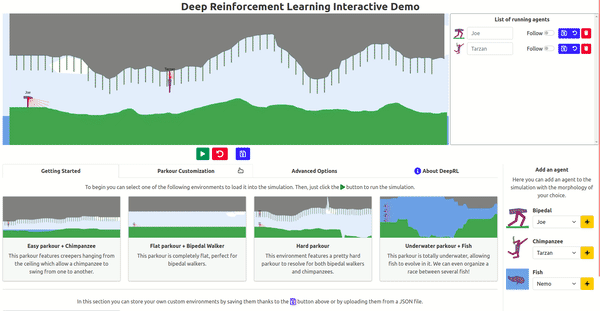 Deep Reinforcement Learning Interactive Demo
List of running agents
Joe
Follow
Tarzan
Follow
Tarzan
Joe
Getting Started
Parkour Customization
Advanced Options
About DeepRL
To begin you can select one of the following environments to load it into the simulation. Then, just click the button to run the simulation.
Easy parkour + Chimpanzee
This parkour features creepers hanging from the ceiling which allow a chimpanzee to swing from one to another.
Flat parkour + Bipedal Walker
This parkour is completely flat, perfect for bipedal walkers.
Hard parkour
This environment features a pretty hard parkour to resolve for both bipedal walkers and chimpanzees.
Underwater parkour + Fish
This parkour is totally underwater, allowing fish to evolve in it. We can even organize a race between several fish!
In this section you can store your own custom environments by saving them thanks to the button above or by uploading them from a JSON file.
Add an agent
Here you can add an agent to the simulation with the morphology of your choice.
Bipedal
Joe
Chimpanzee
Tarzan
Fish
Nemo